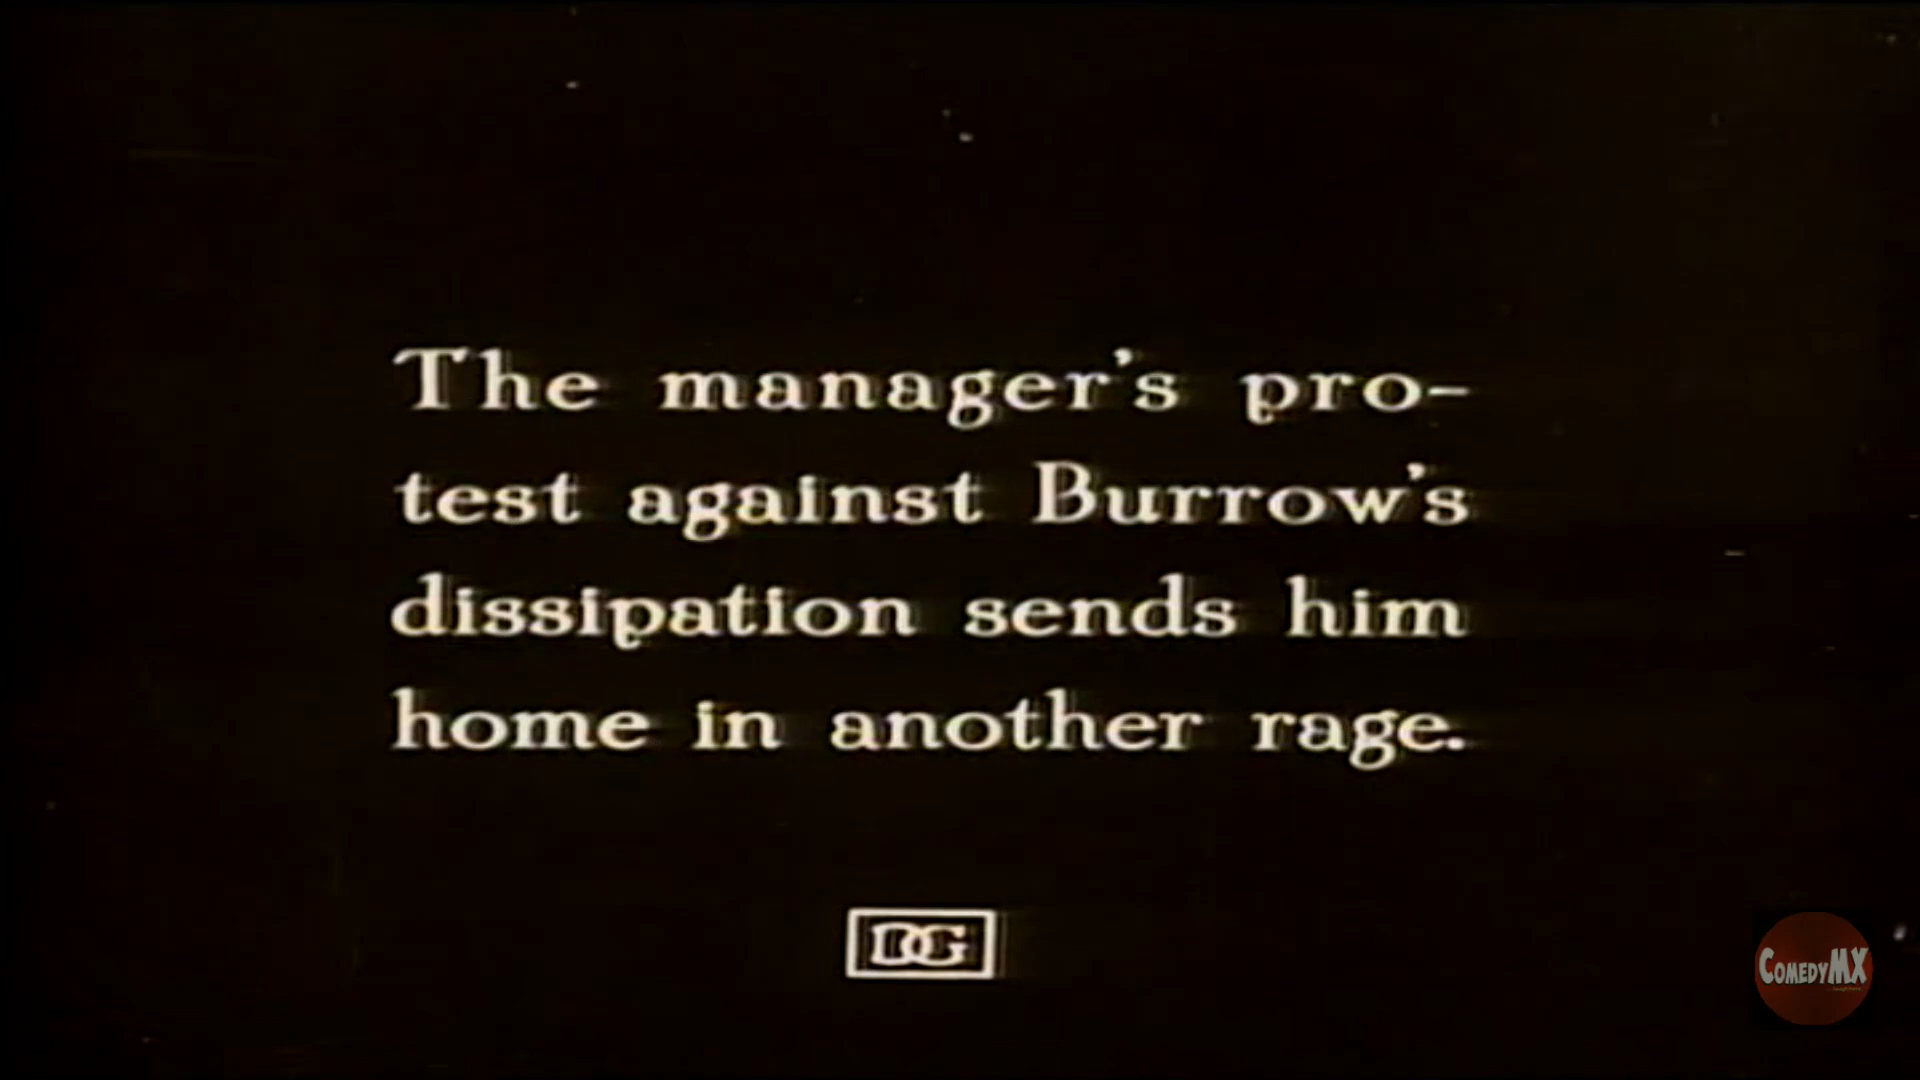 The manager's pro-
test against Burrow's
dissipation sends him
home in another rage.
DG
COMEDYMX